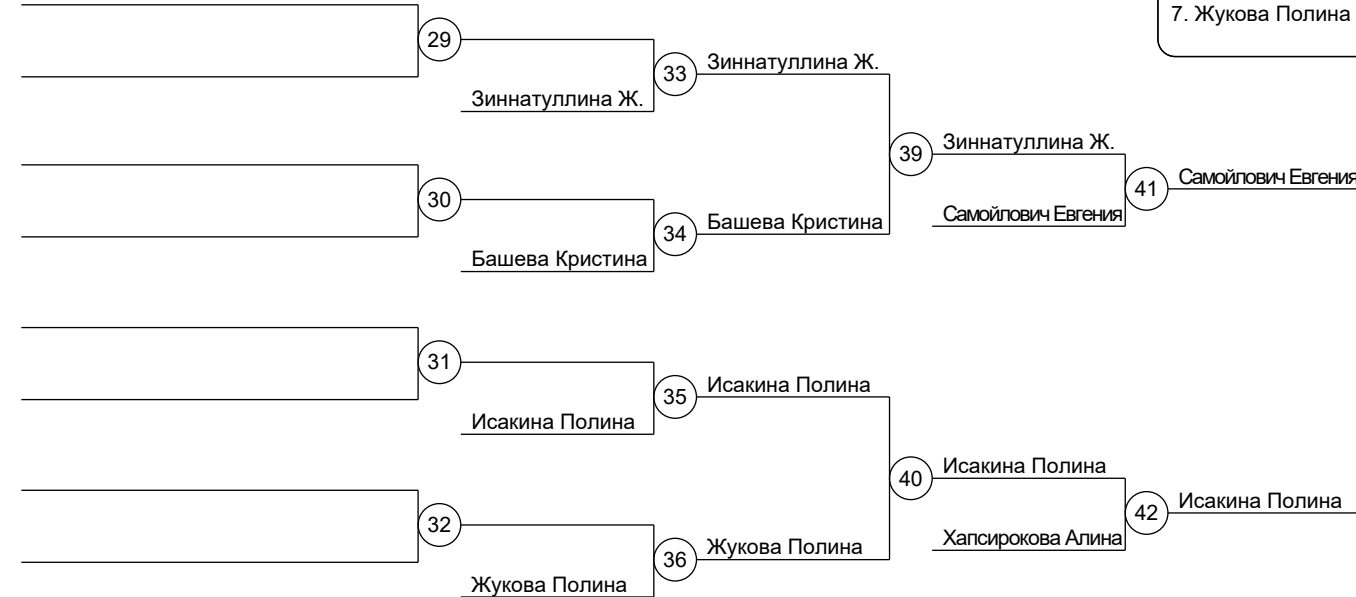 7. Жукова Полина
29
33
Зиннатуллина Ж.
Зиннатуллина Ж.
39
Зиннатуллина Ж.
30
41
Самойлович Евгения
34
Башева Кристина
Самойлович Евгения
Башева Кристина
31
35
Исакина Полина
Исакина Полина
40
Исакина Полина
32
42
Исакина Полина
36
Жукова Полина
Хапсирокова Алина
Жукова Полина